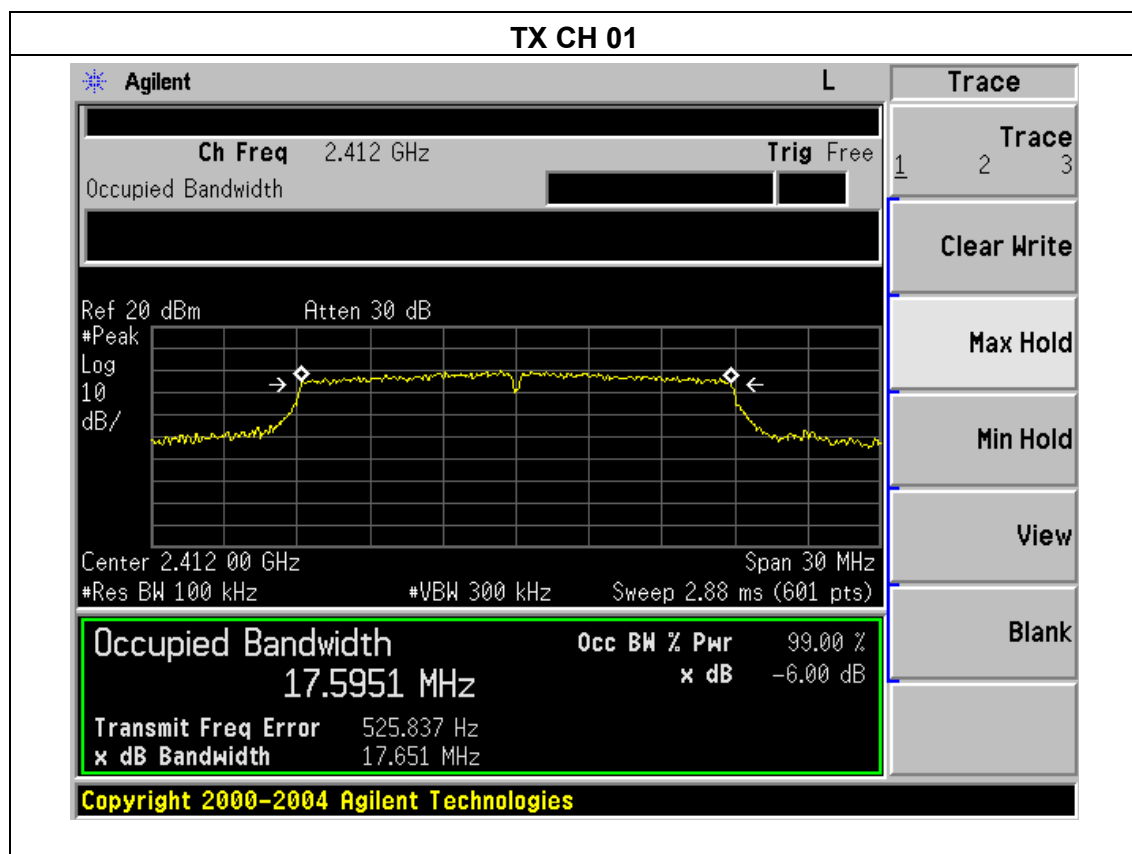 TX CH 01
Agilent L Trace
Ch Freq 2.412 GHz Trig Free
Occupied Bandwidth
Trace
1 2 3
Clear Write
Ref 20 dBm Atten 30 dB
#Peak
Log
10
dB/
Max Hold
Min Hold
View
Center 2.412 00 GHz Span 30 MHz
#Res BW 100 kHz #VBW 300 kHz Sweep 2.88 ms (601 pts)
Blank
Occupied Bandwidth Occ BW % Pwr 99.00 %
17.5951 MHz x dB -6.00 dB
Transmit Freq Error 525.837 Hz
x dB Bandwidth 17.651 MHz
Copyright 2000-2004 Agilent Technologies